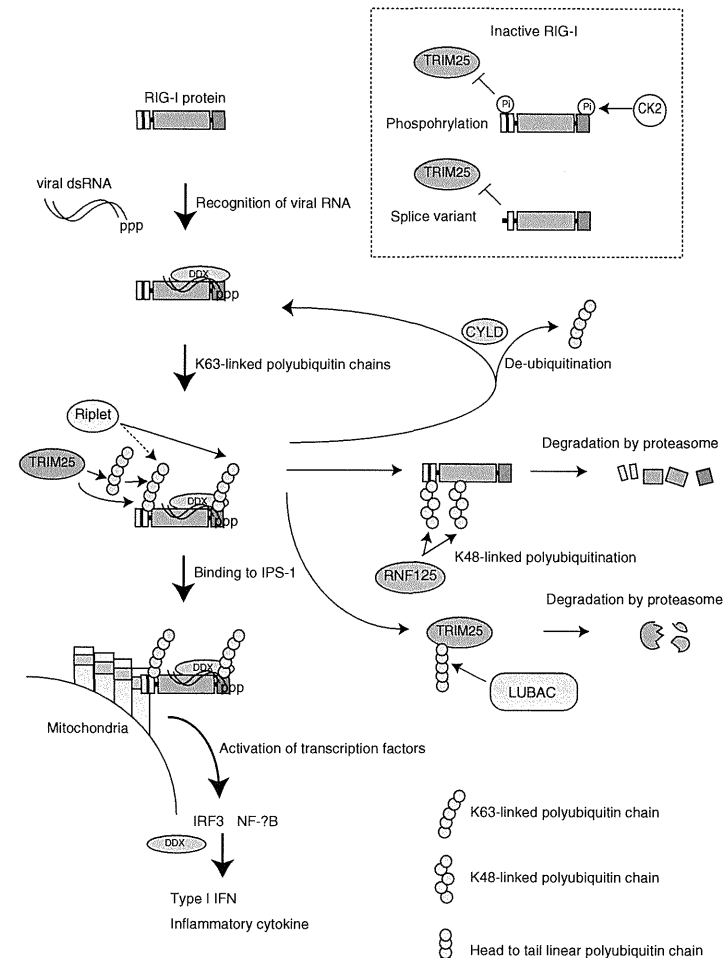 Inactive RIG-I
TRIM25
Pi
Pi
CK2
Phospohrylation
TRIM25
Splice variant
RIG-I protein
viral dsRNA
ppp
Recognition of viral RNA
DDX
ppp
CYLD
De-ubiquitination
K63-linked polyubiquitin chains
Riplet
TRIM25
DDX
ppp
Degradation by proteasome
K48-linked polyubiquitination
RNF125
Binding to IPS-1
Degradation by proteasome
TRIM25
LUBAC
DDX
ppp
Mitochondria
Activation of transcription factors
IRF3 NF-?B
DDX
Type I IFN
Inflammatory cytokine
K63-linked polyubiquitin chain
K48-linked polyubiquitin chain
Head to tail linear polyubiquitin chain